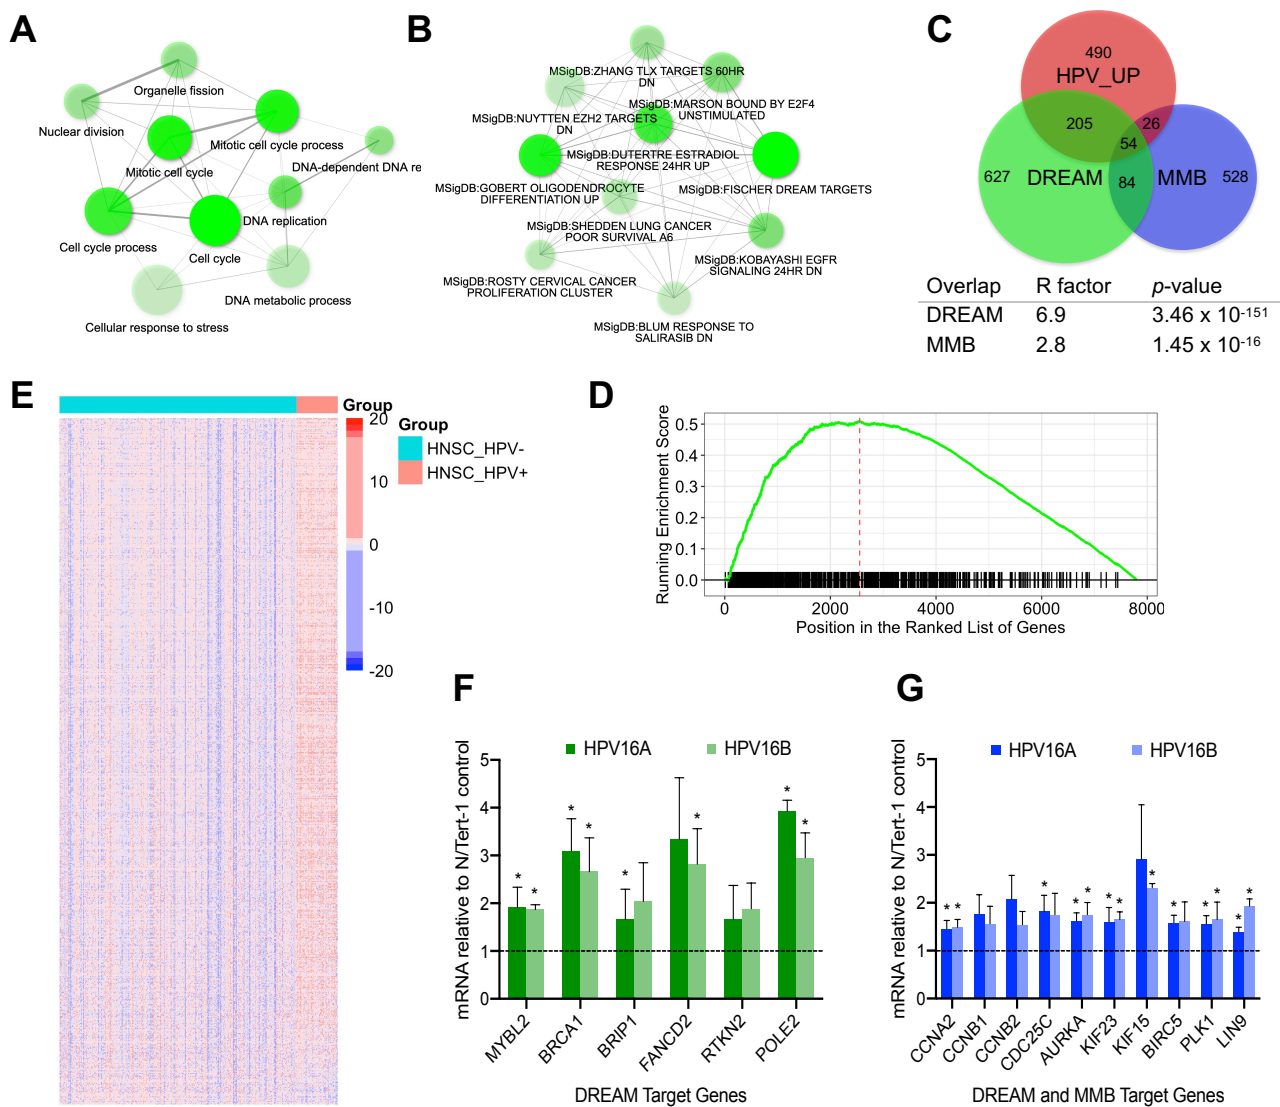 A
Organelle fission
Nuclear division
Mitotic cell cycle process
DNA-dependent DNA re
Mitotic cell cycle
DNA replication
Cell cycle process
Cell cycle
DNA metabolic process
Cellular response to stress
B
MSigDB:ZHANG TLX TARGETS 60HR
DN
MSigDB:MARSON BOUND BY E2F4
UNSTIMULATED
MSigDB:NUYTTEN EZH2 TARGETS
DN
MSigDB:DUTERTRE ESTRADIOL
RESPONSE 24HR UP
MSigDB:GOBERT OLIGODENDROCYTE
DIFFERENTIATION UP
MSigDB:FISCHER DREAM TARGETS
MSigDB:SHEDDEN LUNG CANCER
POOR SURVIVAL A6
MSigDB:KOBAYASHI EGFR
SIGNALING 24HR DN
MSigDB:ROSTY CERVICAL CANCER
PROLIFERATION CLUSTER
MSigDB:BLUM RESPONSE TO
SALIRASIB DN
C
490
HPV_UP
205 26
54
627 DREAM 84 MMB 528
Overlap R factor p-value
DREAM 6.9 3.46 x 10-151
MMB 2.8 1.45 x 10-16
E
Group
20
10
0
-10
-20
Group
HNSC_HPV-
HNSC_HPV+
D
Running Enrichment Score
0.5
0.4
0.3
0.2
0.1
0.0
0 2000 4000 6000 8000
Position in the Ranked List of Genes
F
HPV16A HPV16B
mRNA relative to N/Tert-1 control
5
4
3
2
1
0
* * * * * * * *
MYBL2 BRCA1 BRIP1 FANCD2 RTKN2 POLE2
DREAM Target Genes
G
HPV16A HPV16B
mRNA relative to N/Tert-1 control
5
4
3
2
1
0
* * * * * * * * * * * * *
CCNA2 CCNB1 CCNB2 CDC25C AURKA KIF23 KIF15 BIRC5 PLK1 LIN9
DREAM and MMB Target Genes